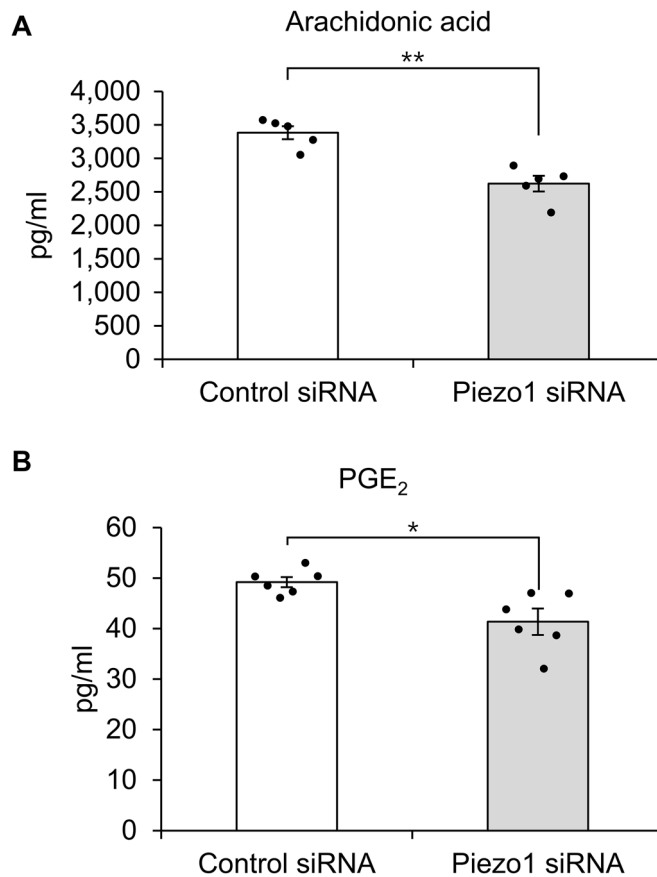 A
Arachidonic acid
**
4,000
3,500
3,000
2,500
2,000
1,500
1,000
500
0
pg/ml
Control siRNA
Piezo1 siRNA
B
PGE₂
*
60
50
40
30
20
10
0
pg/ml
Control siRNA
Piezo1 siRNA